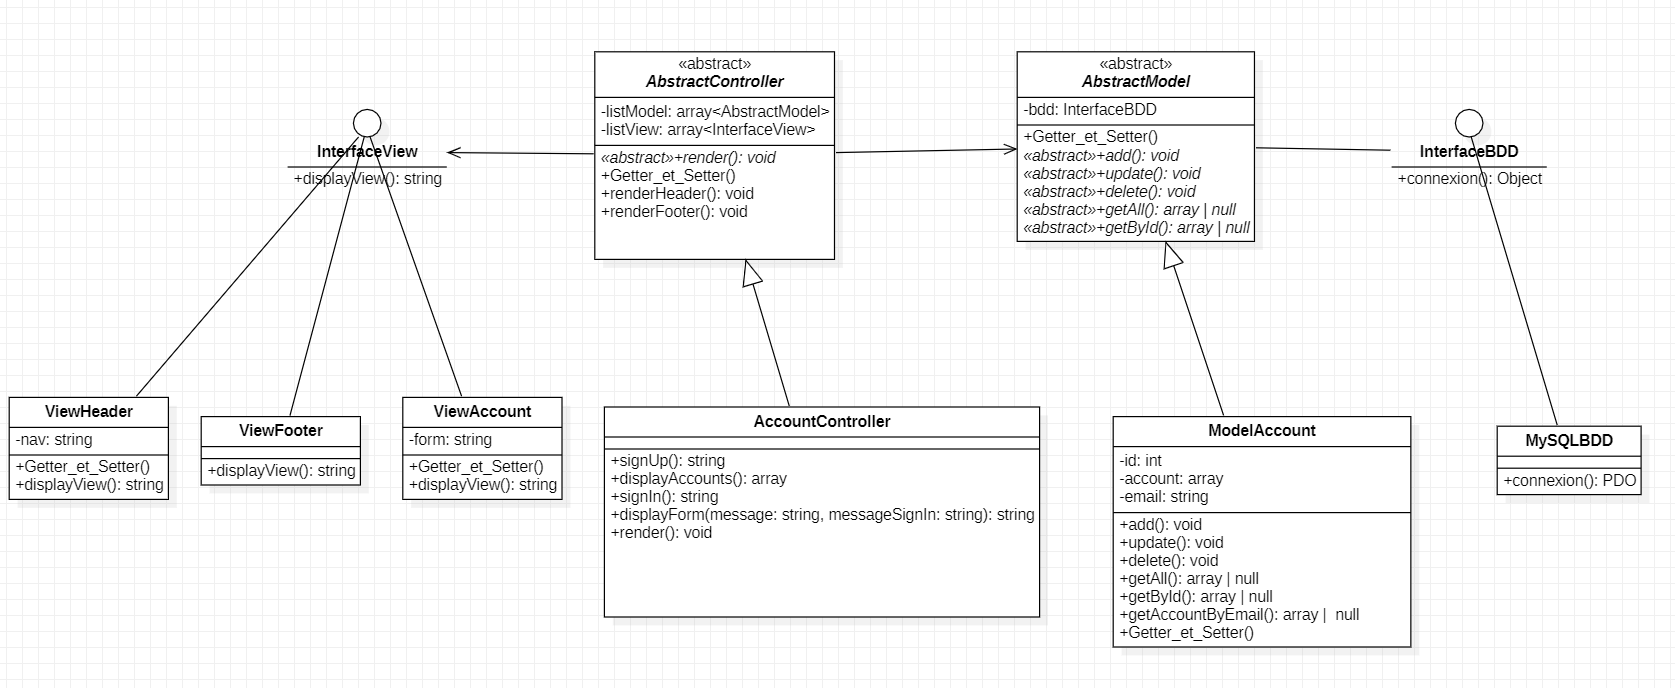 «abstract»
AbstractController
-listModel: array<AbstractModel>
-listView: array<InterfaceView>
«abstract»+render(): void
+Getter_et_Setter()
+renderHeader(): void
+renderFooter(): void
«abstract»
AbstractModel
-bdd: InterfaceBDD
+Getter_et_Setter()
«abstract»+add(): void
«abstract»+update(): void
«abstract»+delete(): void
«abstract»+getAll(): array | null
«abstract»+getById(): array | null
InterfaceView
+displayView(): string
InterfaceBDD
+connexion(): Object
ViewHeader
-nav: string
+Getter_et_Setter()
+displayView(): string
ViewFooter
+displayView(): string
ViewAccount
-form: string
+Getter_et_Setter()
+displayView(): string
AccountController
+signUp(): string
+displayAccounts(): array
+signIn(): string
+displayForm(message: string, messageSignIn: string): string
+render(): void
ModelAccount
-id: int
-account: array
-email: string
+add(): void
+update(): void
+delete(): void
+getAll(): array | null
+getById(): array | null
+getAccountByEmail(): array |  null
+Getter_et_Setter()
MySQLBDD
+connexion(): PDO